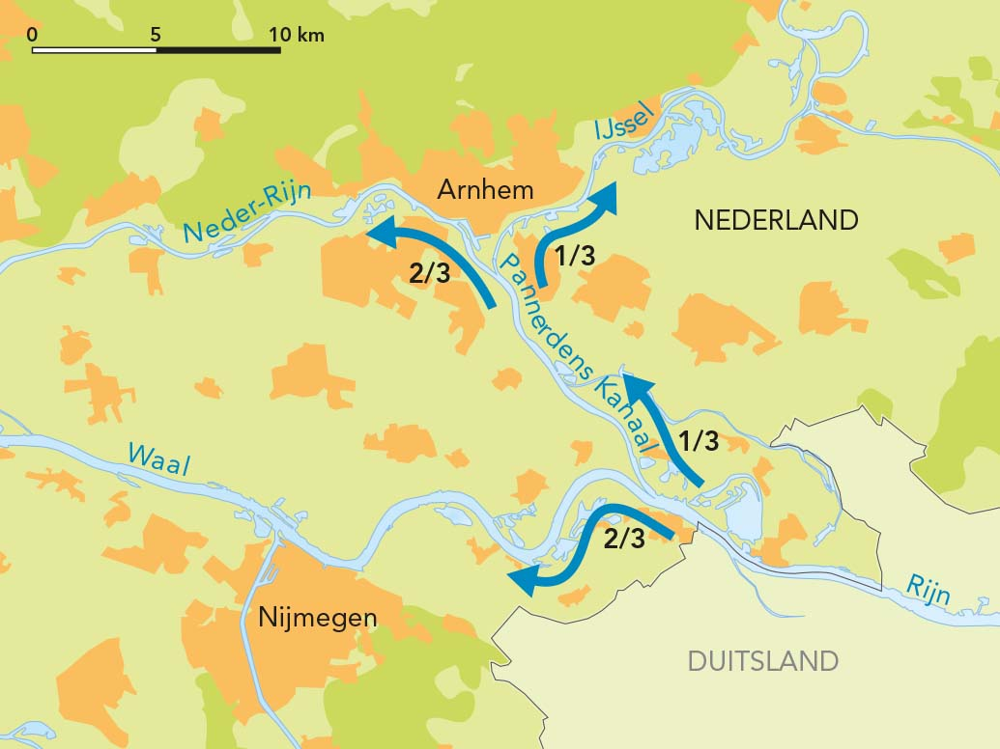 0 5 10 km
IJssel
Arnhem
Neder-Rijn
NEDERLAND
1/3
2/3
Pannerdens Kanaal
1/3
Waal
2/3
Rijn
Nijmegen
DUITSLAND